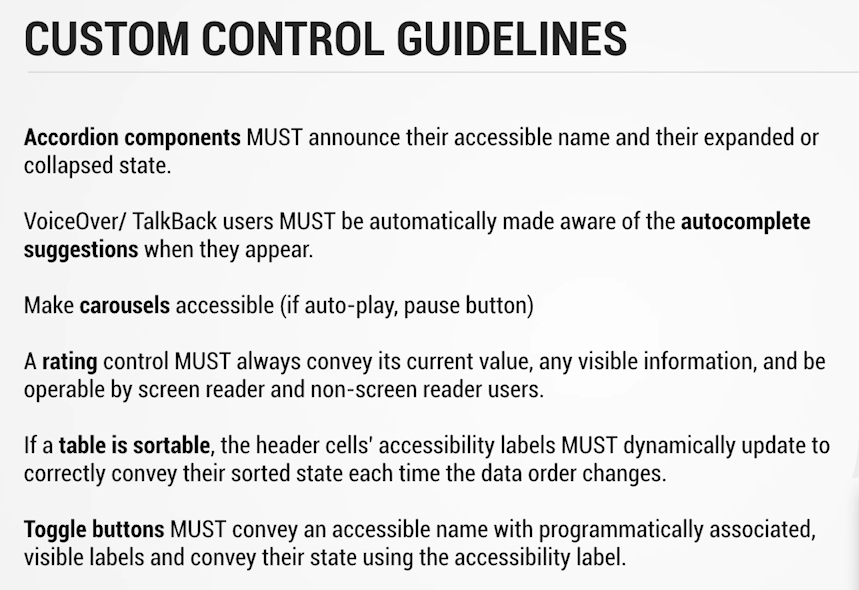 CUSTOM CONTROL GUIDELINES
Accordion components MUST announce their accessible name and their expanded or
collapsed state.
VoiceOver/ TalkBack users MUST be automatically made aware of the autocomplete
suggestions when they appear.
Make carousels accessible (if auto-play, pause button)
A rating control MUST always convey its current value, any visible information, and be
operable by screen reader and non-screen reader users.
If a table is sortable, the header cells' accessibility labels MUST dynamically update to
correctly convey their sorted state each time the data order changes.
Toggle buttons MUST convey an accessible name with programmatically associated,
visible labels and convey their state using the accessibility label.